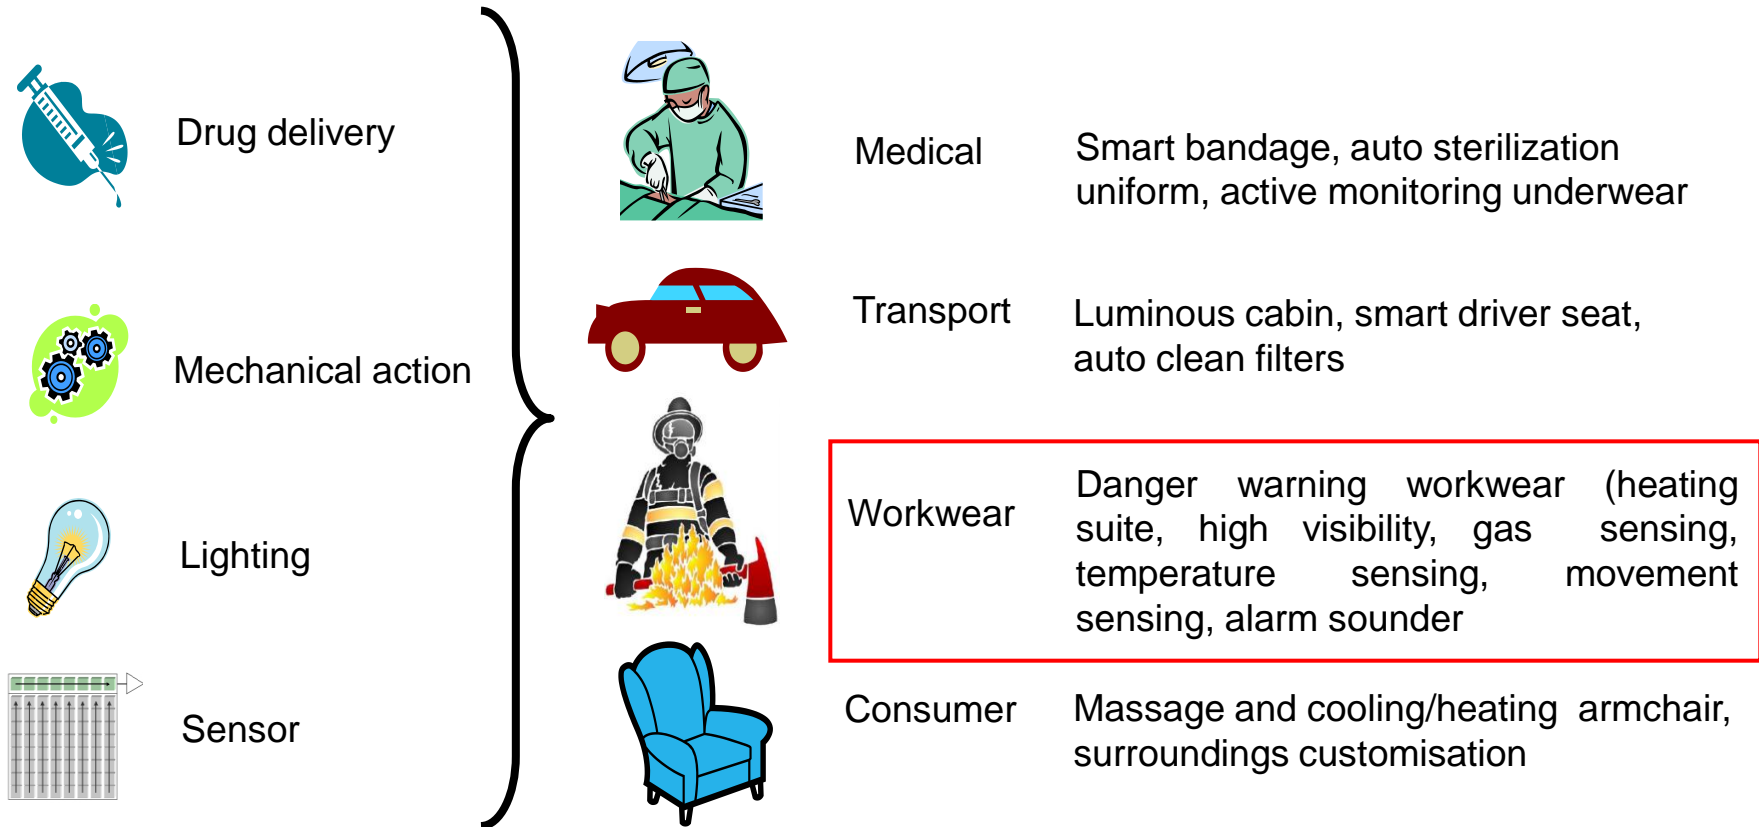 Drug delivery
Mechanical action
Lighting
Sensor
Medical
Smart bandage, auto sterilization
uniform, active monitoring underwear
Transport
Luminous cabin, smart driver seat,
auto clean filters
Workwear
Danger warning workwear (heating
suite, high visibility, gas sensing,
temperature sensing, movement
sensing, alarm sounder
Consumer
Massage and cooling/heating armchair,
surroundings customisation